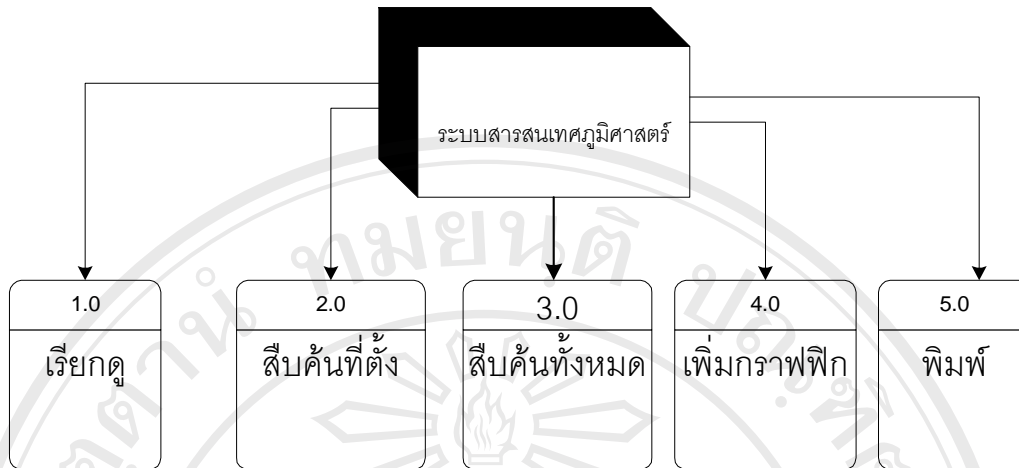 ระบบสารสนเทศภูมิศาสตร์
1.0
เรียกดู
2.0
สืบค้นที่ตั้ง
3.0
สืบค้นทั้งหมด
4.0
เพิ่มกราฟฟิก
5.0
พิมพ์